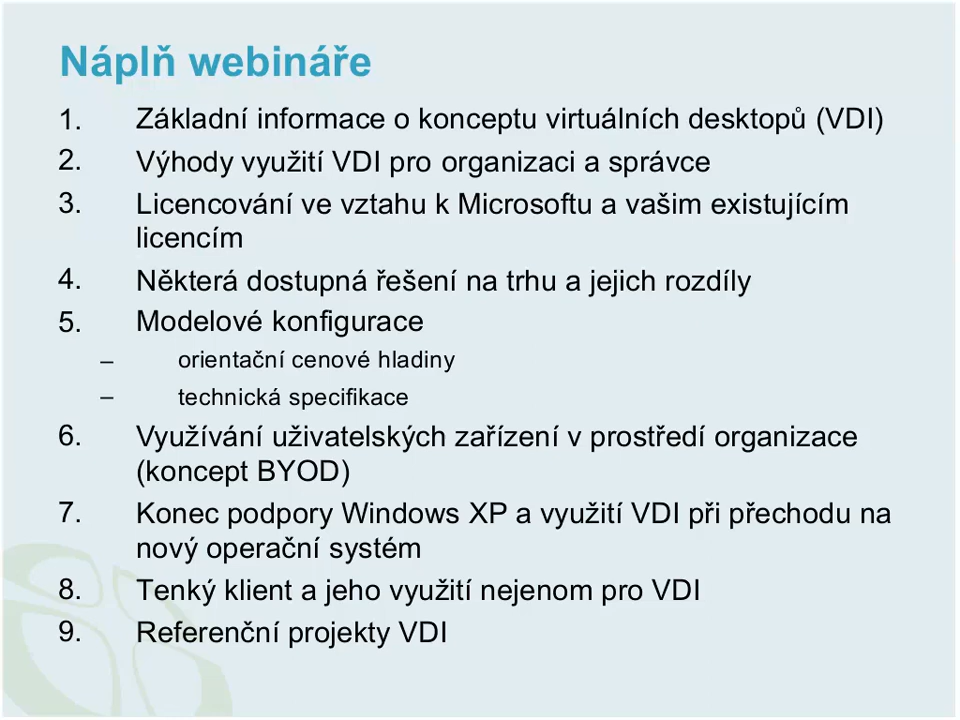 Náplň webináře
1. Základní informace o konceptu virtuálních desktopů (VDI)
2. Výhody využití VDI pro organizaci a správce
3. Licencování ve vztahu k Microsoftu a vašim existujícím
licencím
4. Některá dostupná řešení na trhu a jejich rozdíly
5. Modelové konfigurace
– orientační cenové hladiny
– technická specifikace
6. Využívání uživatelských zařízení v prostředí organizace
(koncept BYOD)
7. Konec podpory Windows XP a využití VDI při přechodu na
nový operační systém
8. Tenký klient a jeho využití nejenom pro VDI
9. Referenční projekty VDI